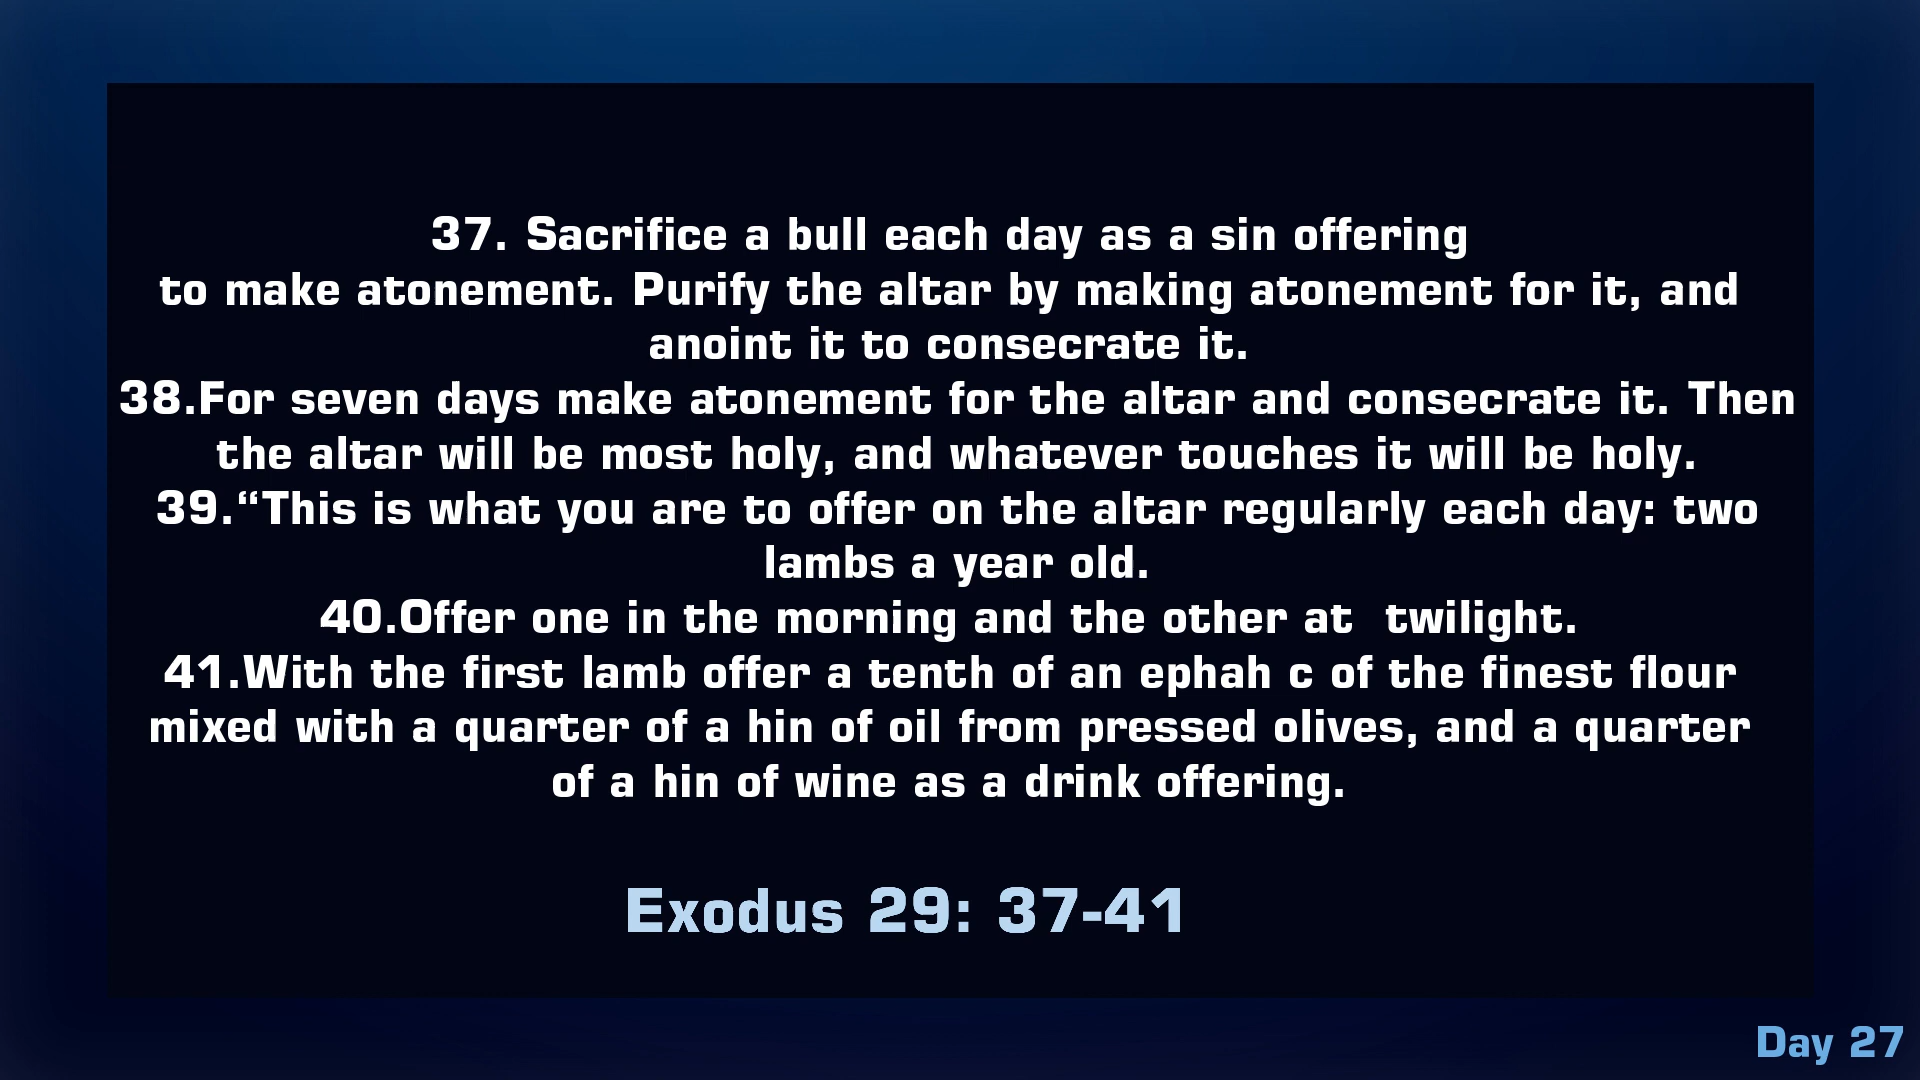 37. Sacrifice a bull each day as a sin offering
to make atonement. Purify the altar by making atonement for it, and
anoint it to consecrate it.
38.For seven days make atonement for the altar and consecrate it. Then
the altar will be most holy, and whatever touches it will be holy.
39.“This is what you are to offer on the altar regularly each day: two
lambs a year old.
40.Offer one in the morning and the other at  twilight.
41.With the first lamb offer a tenth of an ephah c of the finest flour
mixed with a quarter of a hin of oil from pressed olives, and a quarter
of a hin of wine as a drink offering.
Exodus 29: 37-41
Day 27